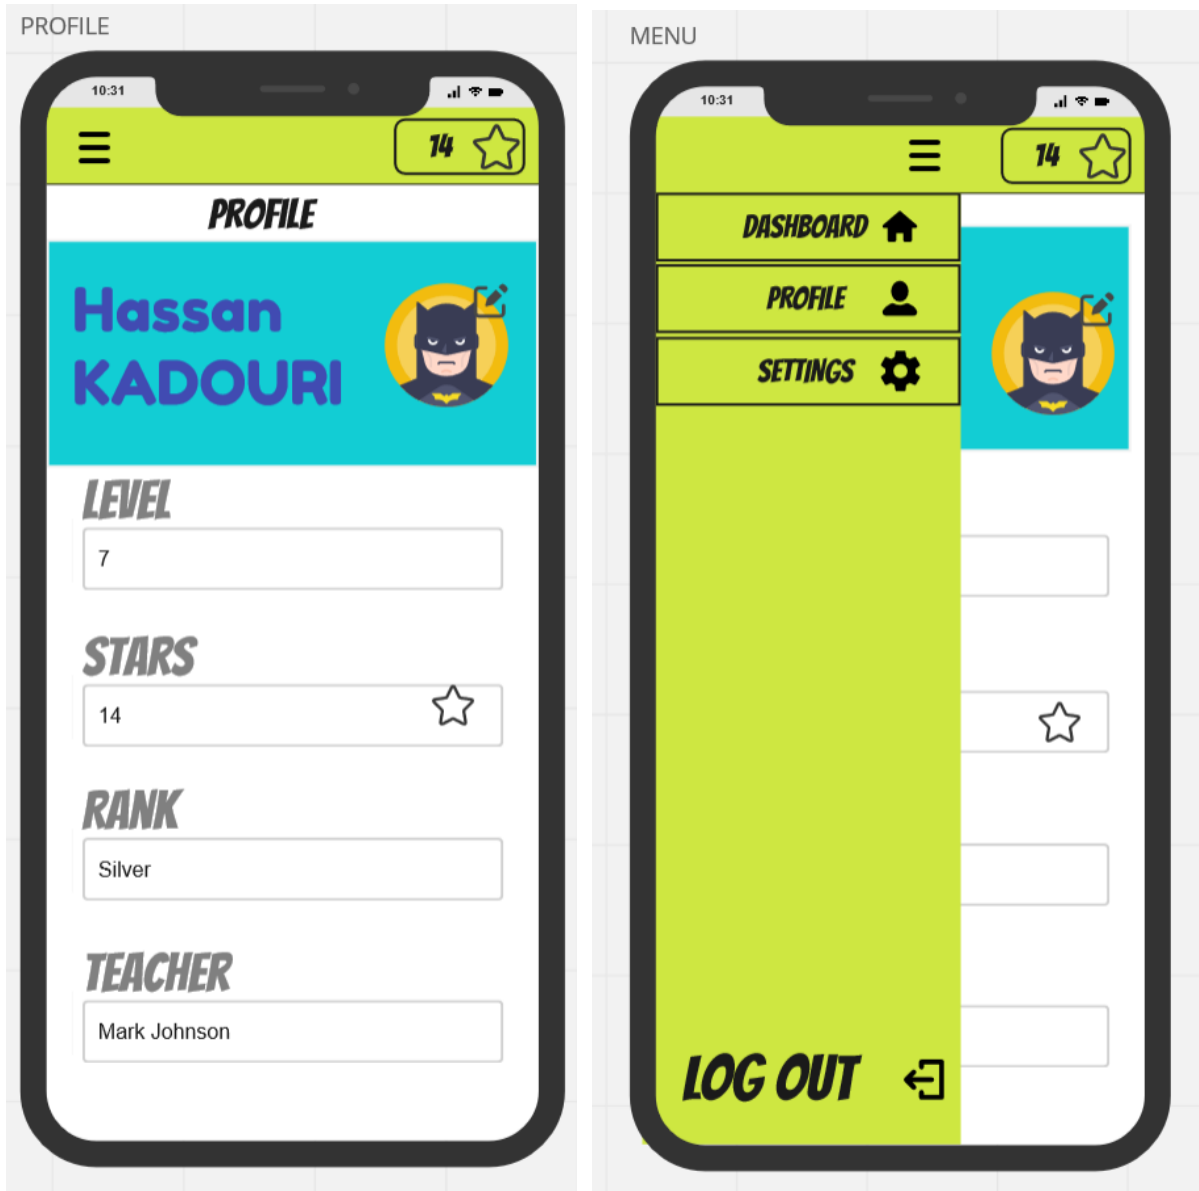 PROFILE
10:31
14
PROFILE
Hassan
KADOURI
LEVEL
7
STARS
14
RANK
Silver
TEACHER
Mark Johnson
MENU
10:31
14
DASHBOARD
PROFILE
SETTINGS
LOG OUT